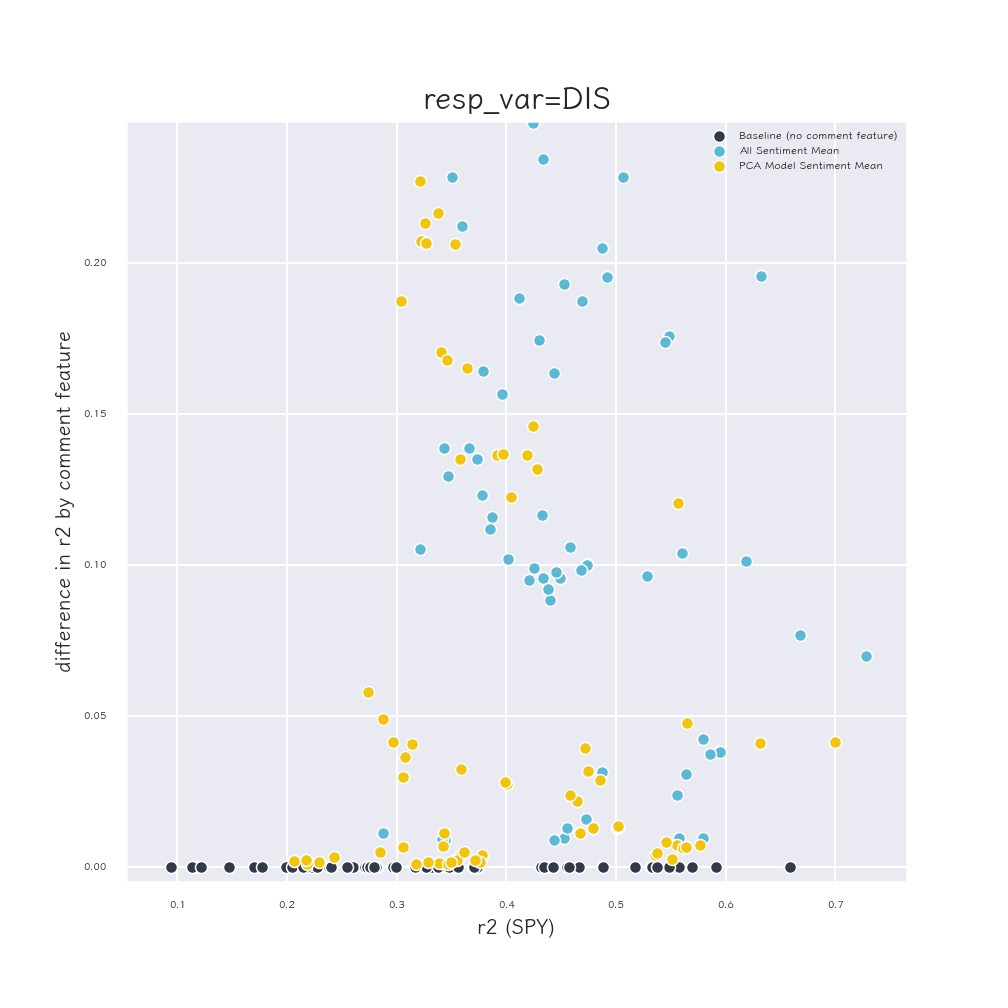 resp_var=DIS
Baseline (no comment feature)
All Sentiment Mean
PCA Model Sentiment Mean
difference in r2 by comment feature
0.20
0.15
0.10
0.05
0.00
0.1 0.2 0.3 0.4 0.5 0.6 0.7
r2 (SPY)